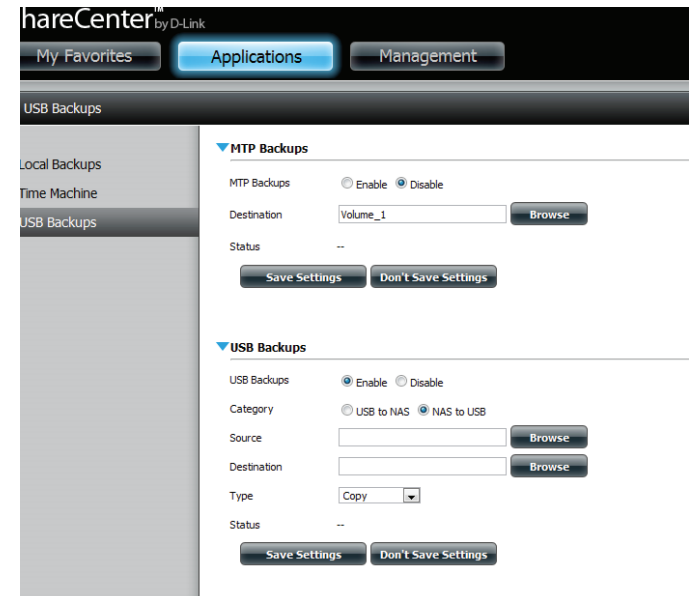 hareCenter™ by D-Link
My Favorites Applications Management
USB Backups
Local Backups
Time Machine
USB Backups
MTP Backups
MTP Backups Enable Disable
Destination Volume_1 Browse
Status --
Save Settings Don't Save Settings
USB Backups
USB Backups Enable Disable
Category USB to NAS NAS to USB
Source Browse
Destination Browse
Type Copy
Status --
Save Settings Don't Save Settings